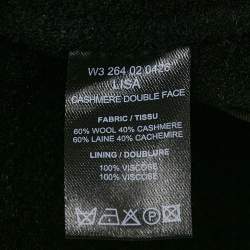 W3 264 02 0426
LISA
CASHMERE DOUBLE FACE
FABRIC / TISSU
60% WOOL 40% CASHMERE
60% LAINE 40% CACHEMIRE
LINING / DOUBLURE
100% VISCOSE
100% VISCOSE